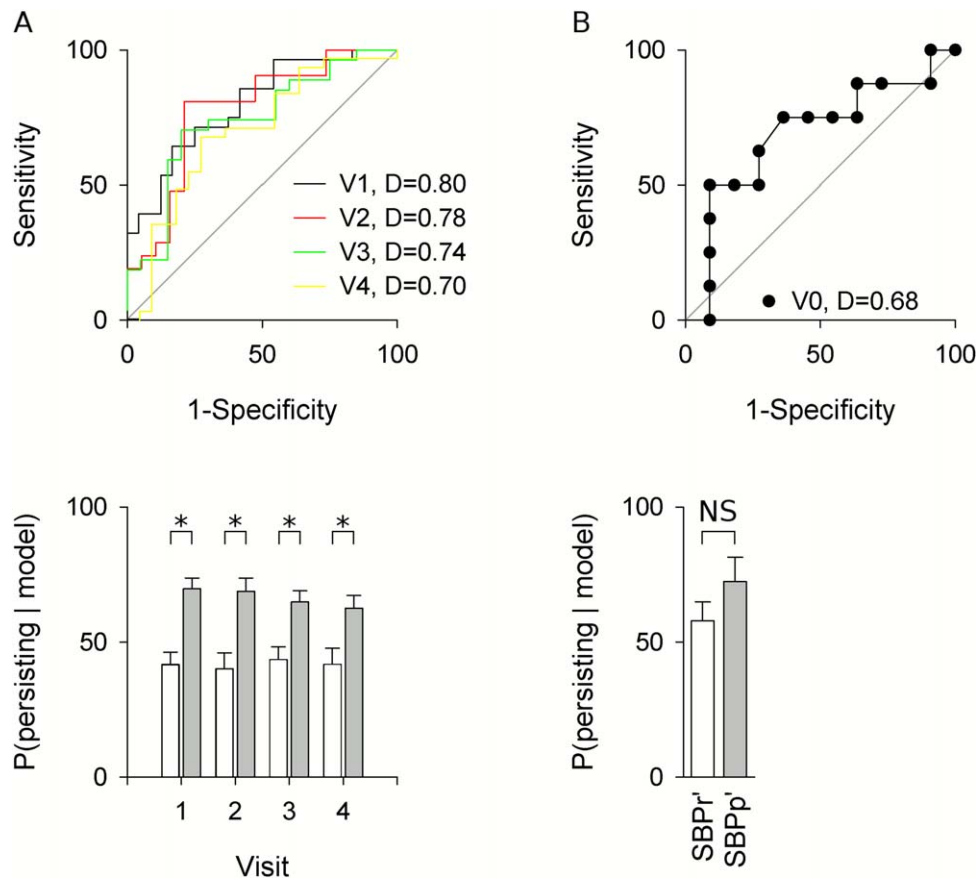 A
Sensitivity
100
50
0
V1, D=0.80
V2, D=0.78
V3, D=0.74
V4, D=0.70
0
50
100
1-Specificity
B
Sensitivity
100
50
0
V0, D=0.68
0
50
100
1-Specificity
P(persisting | model)
100
50
0
*
*
*
*
1
2
3
4
Visit
P(persisting | model)
100
50
0
NS
SBPr'
SBPp'